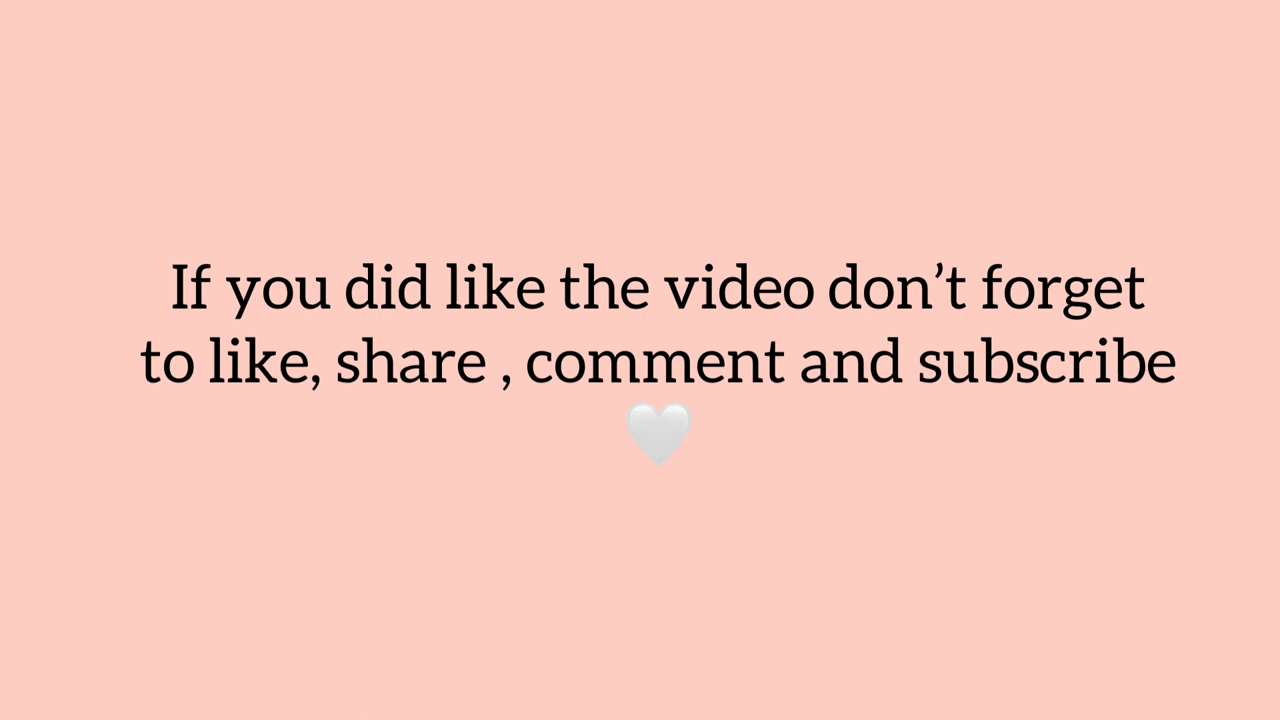 If you did like the video don’t forget
to like, share , comment and subscribe
🤍